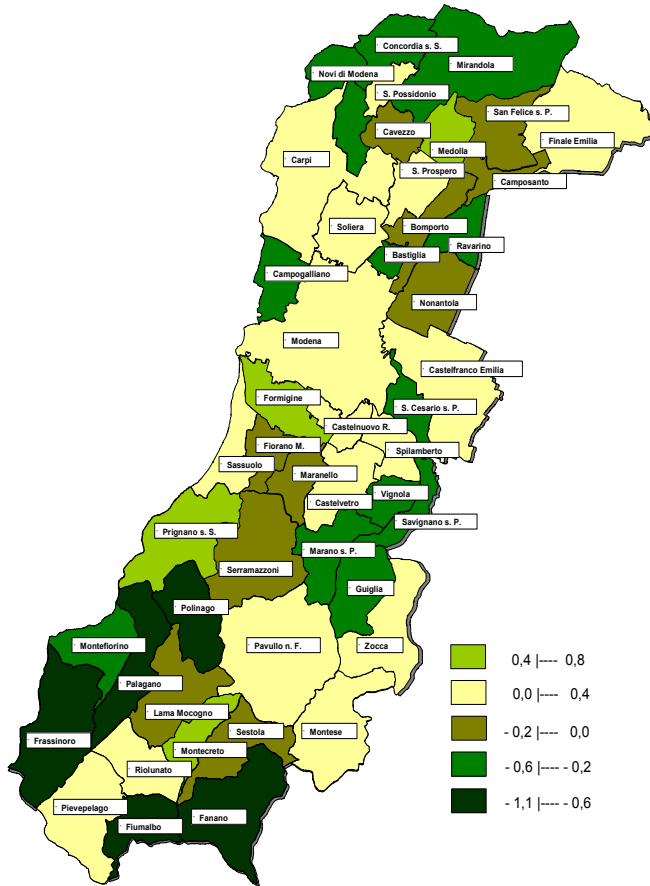 Concordia s. S.
Mirandola
Novi di Modena
S. Possidonio
San Felice s. P.
Cavezzo
Finale Emilia
Medolla
Carpi
S. Prospero
Camposanto
Soliera
Bomporto
Ravarino
Bastiglia
Campogalliano
Nonantola
Modena
Castelfranco Emilia
Formigine
S. Cesario s. P.
Castelnuovo R.
Fiorano M.
Spilamberto
Sassuolo
Maranello
Vignola
Castelvetro
Savignano s. P.
Prignano s. S.
Marano s. P.
Serramazzoni
Guiglia
Polinago
Montefiorino
Pavullo n. F.
Zocca
Palagano
Lama Mocogno
Sestola
Montese
Frassinoro
Montecreto
Riolunato
Pievepelago
Fanano
Fiumalbo
0,4 |---- 0,8
0,0 |---- 0,4
- 0,2 |---- 0,0
- 0,6 |---- - 0,2
- 1,1 |---- - 0,6